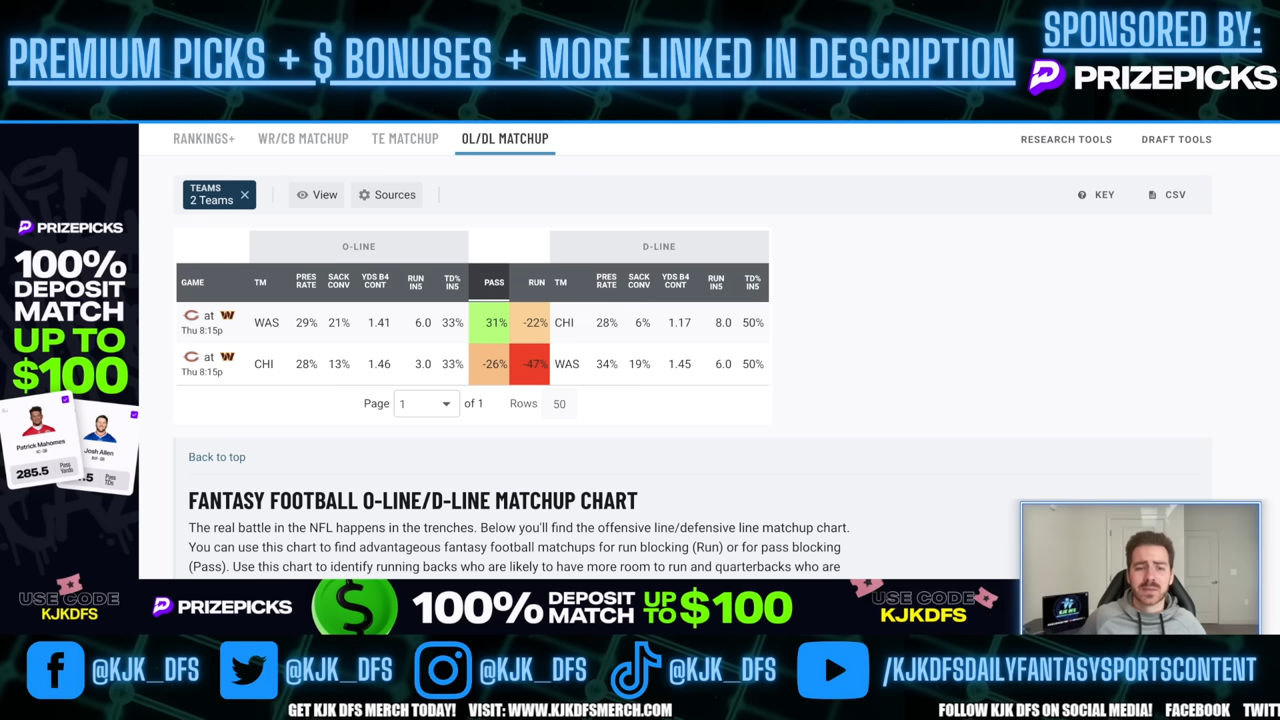 PREMIUM PICKS + $ BONUSES + MORE LINKED IN DESCRIPTION
SPONSORED BY:
PRIZEPICKS
RANKINGS+ WR/CB MATCHUP TE MATCHUP OL/DL MATCHUP RESEARCH TOOLS DRAFT TOOLS
TEAMS
2 Teams
View Sources KEY CSV
O-LINE D-LINE
GAME TM PRES RATE SACK CONV YDS B4 CONT RUN IN5 TD% IN5 PASS RUN TM PRES RATE SACK CONV YDS B4 CONT RUN IN5 TD% IN5
at W
Thu 8:15p
WAS 29% 21% 1.41 6.0 33% 31% -22% CHI 28% 6% 1.17 8.0 50%
at W
Thu 8:15p
CHI 28% 13% 1.46 3.0 33% -26% -47% WAS 34% 19% 1.45 6.0 50%
Page 1 of 1 Rows 50
Back to top
FANTASY FOOTBALL O-LINE/D-LINE MATCHUP CHART
The real battle in the NFL happens in the trenches. Below you'll find the offensive line/defensive line matchup chart.
You can use this chart to find advantageous fantasy football matchups for run blocking (Run) or for pass blocking
(Pass). Use this chart to identify running backs who are likely to have more room to run and quarterbacks who are
PRIZEPICKS
100%
DEPOSIT
MATCH
UP TO
$100
Patrick Mahomes
285.5 Pass Yards
Josh Allen
.5 Pass TDs
USE CODE
KJKDFS
PRIZEPICKS
100% DEPOSIT MATCH UP TO $100
USE CODE
KJKDFS
@KJK_DFS @KJK_DFS @KJK_DFS @KJK_DFS /KJKDFSDAILYFANTASYSPORTSCONTENT
GET KJK DFS MERCH TODAY! VISIT: WWW.KJKDFSMERCH.COM FOLLOW KJK DFS ON SOCIAL MEDIA! FACEBOOK TWIT